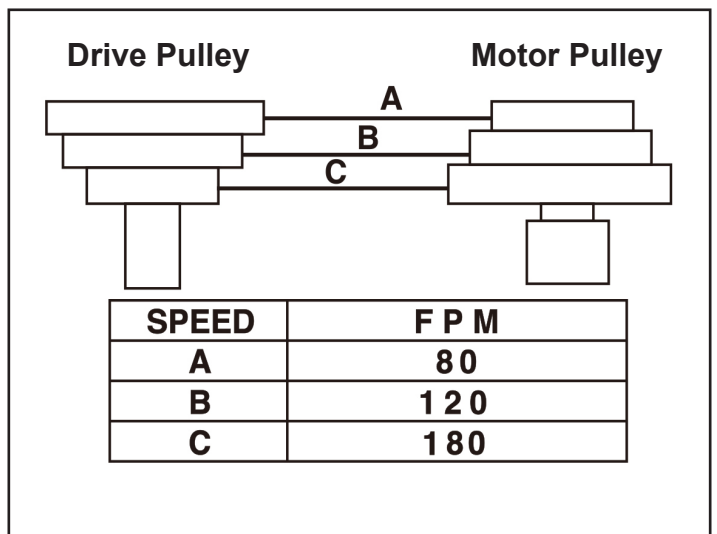 Drive Pulley Motor Pulley
A
B
C
SPEED F P M
A 80
B 120
C 180